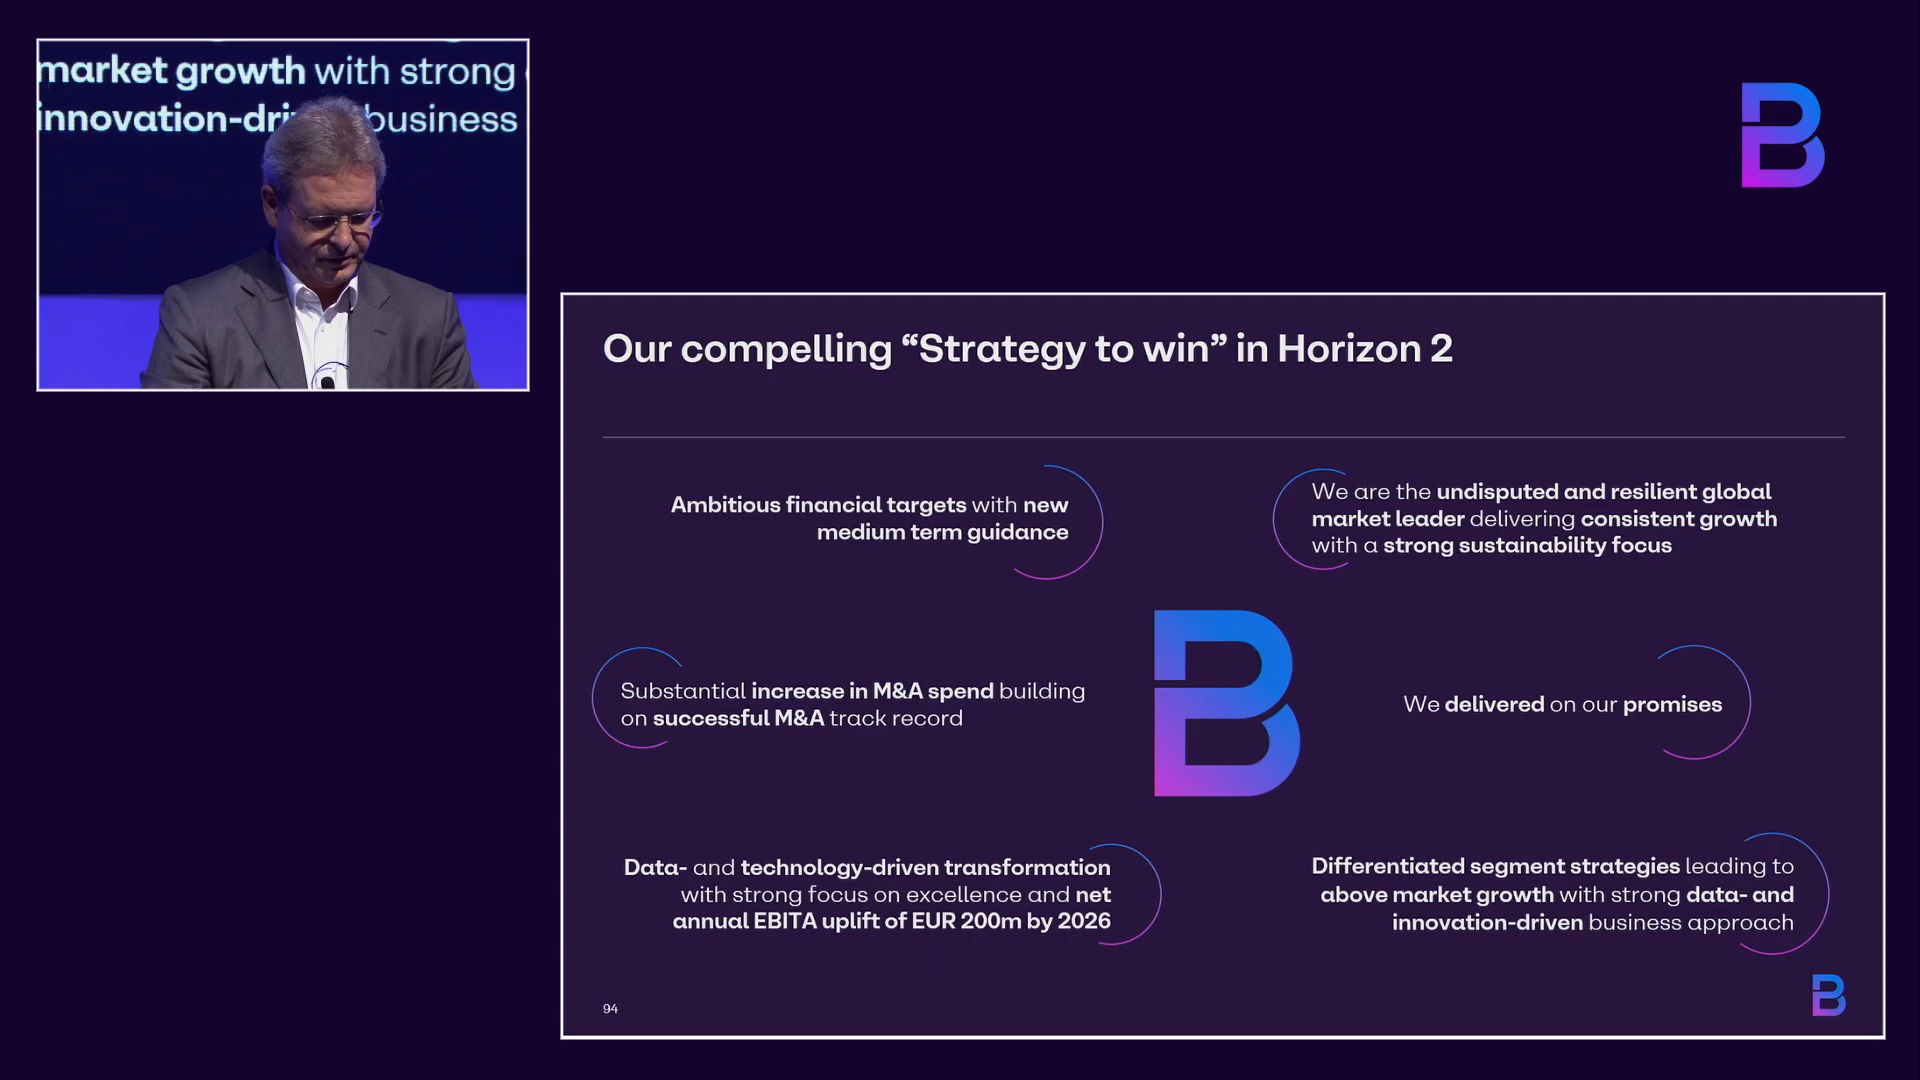 market growth with strong
innovation-dri business
Our compelling “Strategy to win” in Horizon 2
Ambitious financial targets with new
medium term guidance
We are the undisputed and resilient global
market leader delivering consistent growth
with a strong sustainability focus
Substantial increase in M&A spend building
on successful M&A track record
We delivered on our promises
Data- and technology-driven transformation
with strong focus on excellence and net
annual EBITA uplift of EUR 200m by 2026
Differentiated segment strategies leading to
above market growth with strong data- and
innovation-driven business approach
94